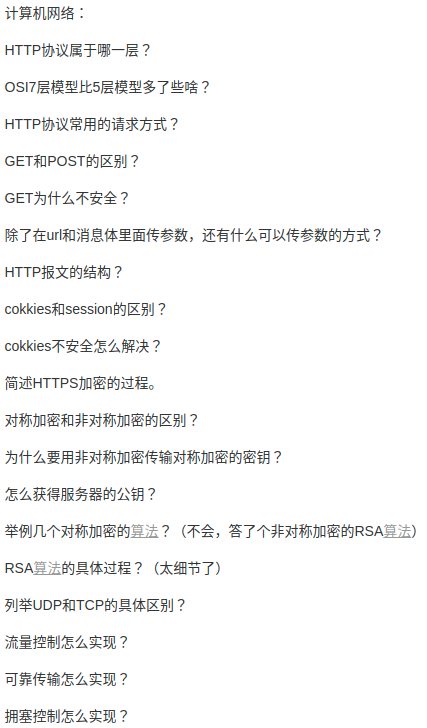 计算机网络：
HTTP协议属于哪一层？
OSI7层模型比5层模型多了些啥？
HTTP协议常用的请求方式？
GET和POST的区别？
GET为什么不安全？
除了在url和消息体里面传参数，还有什么可以传参数的方式？
HTTP报文的结构？
cokkies和session的区别？
cokkies不安全怎么解决？
简述HTTPS加密的过程。
对称加密和非对称加密的区别？
为什么要用非对称加密传输对称加密的密钥？
怎么获得服务器的公钥？
举例几个对称加密的算法？（不会，答了个非对称加密的RSA算法）
RSA算法的具体过程？（太细节了）
列举UDP和TCP的具体区别？
流量控制怎么实现？
可靠传输怎么实现？
拥塞控制怎么实现？